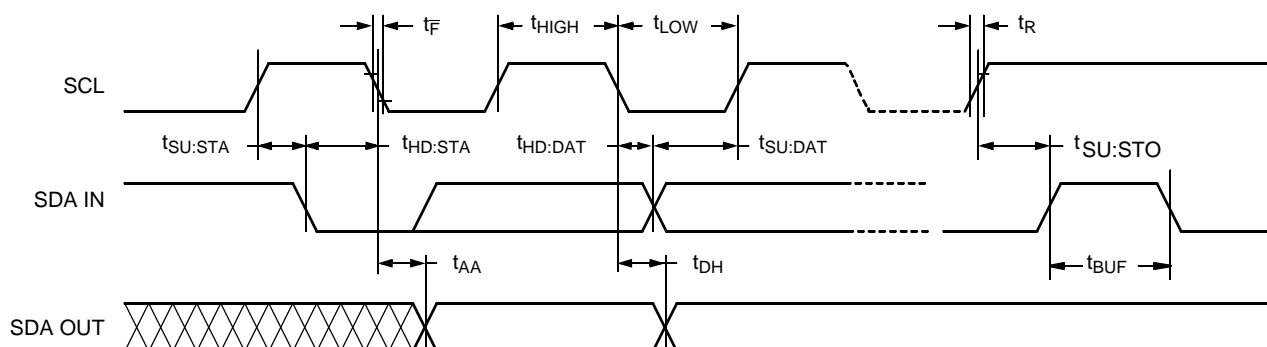 tF tHIGH tLOW tR
SCL
tSU:STA tHD:STA tHD:DAT tSU:DAT tSU:STO
SDA IN
tAA tDH tBUF
SDA OUT